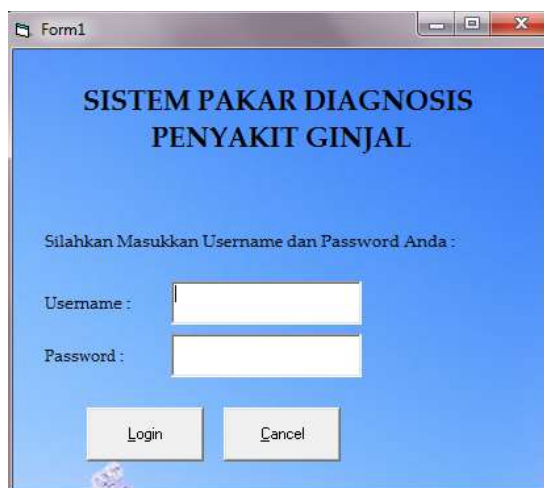 Form1
SISTEM PAKAR DIAGNOSIS
PENYAKIT GINJAL
Silahkan Masukkan Username dan Password Anda :
Username :
Password :
Login
Cancel